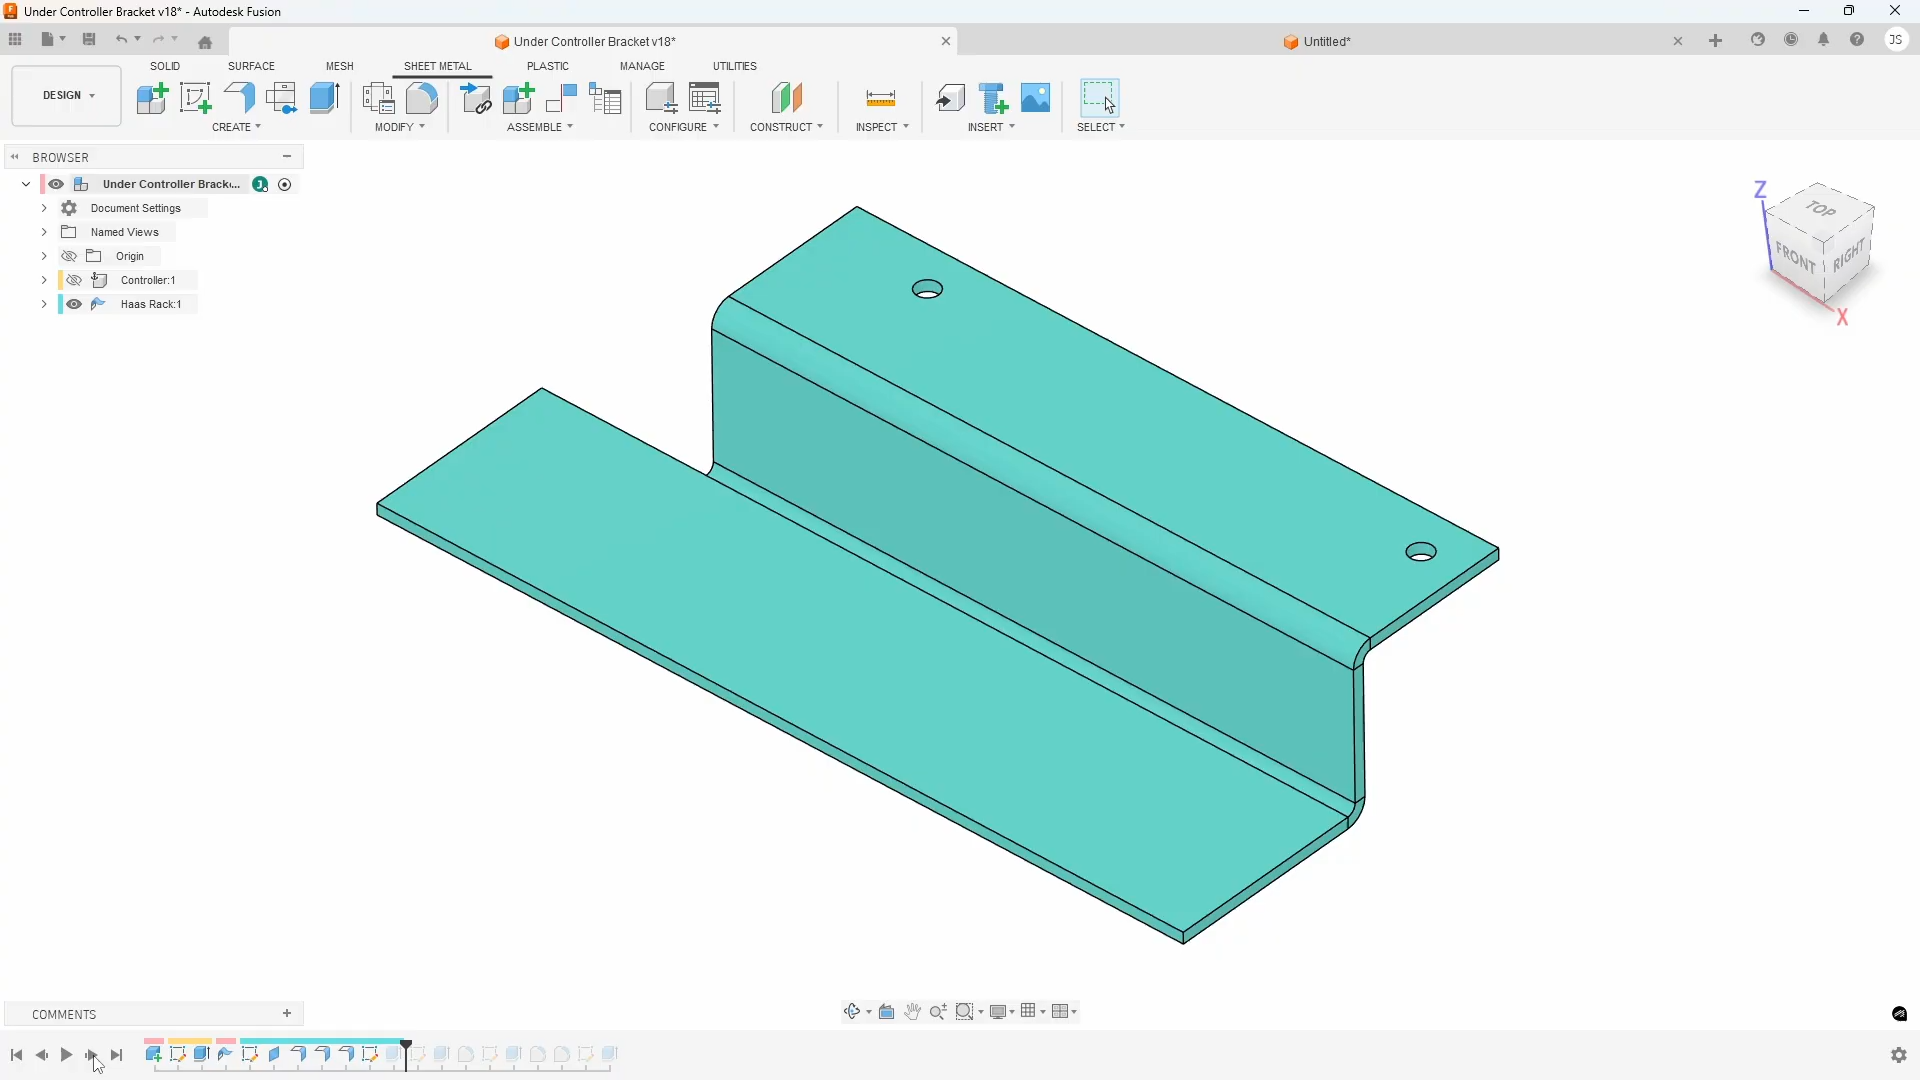 Under Controller Bracket v18* - Autodesk Fusion
Under Controller Bracket v18*
Untitled*
JS
SOLID SURFACE MESH SHEET METAL PLASTIC MANAGE UTILITIES
DESIGN
CREATE MODIFY ASSEMBLE CONFIGURE CONSTRUCT INSPECT INSERT SELECT
BROWSER
Under Controller Brack...
Document Settings
Named Views
Origin
Controller:1
Haas Rack:1
Z
TOP
FRONT
RIGHT
X
COMMENTS